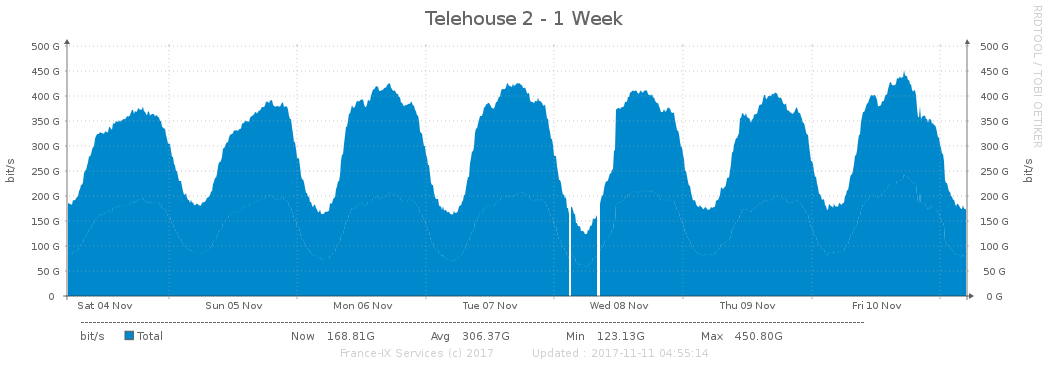 Telehouse 2 - 1 Week
RRDTOOL / TOBI OETIKER
500 G 500 G
450 G 450 G
400 G 400 G
350 G 350 G
300 G 300 G
250 G 250 G
200 G 200 G
150 G 150 G
100 G 100 G
50 G 50 G
0 0 G
bit/s
bit/s
Sat 04 Nov Sun 05 Nov Mon 06 Nov Tue 07 Nov Wed 08 Nov Thu 09 Nov Fri 10 Nov
bit/s Total Now 168.81G Avg 306.37G Min 123.13G Max 450.80G
France-IX Services (c) 2017 Updated : 2017-11-11 04:55:14